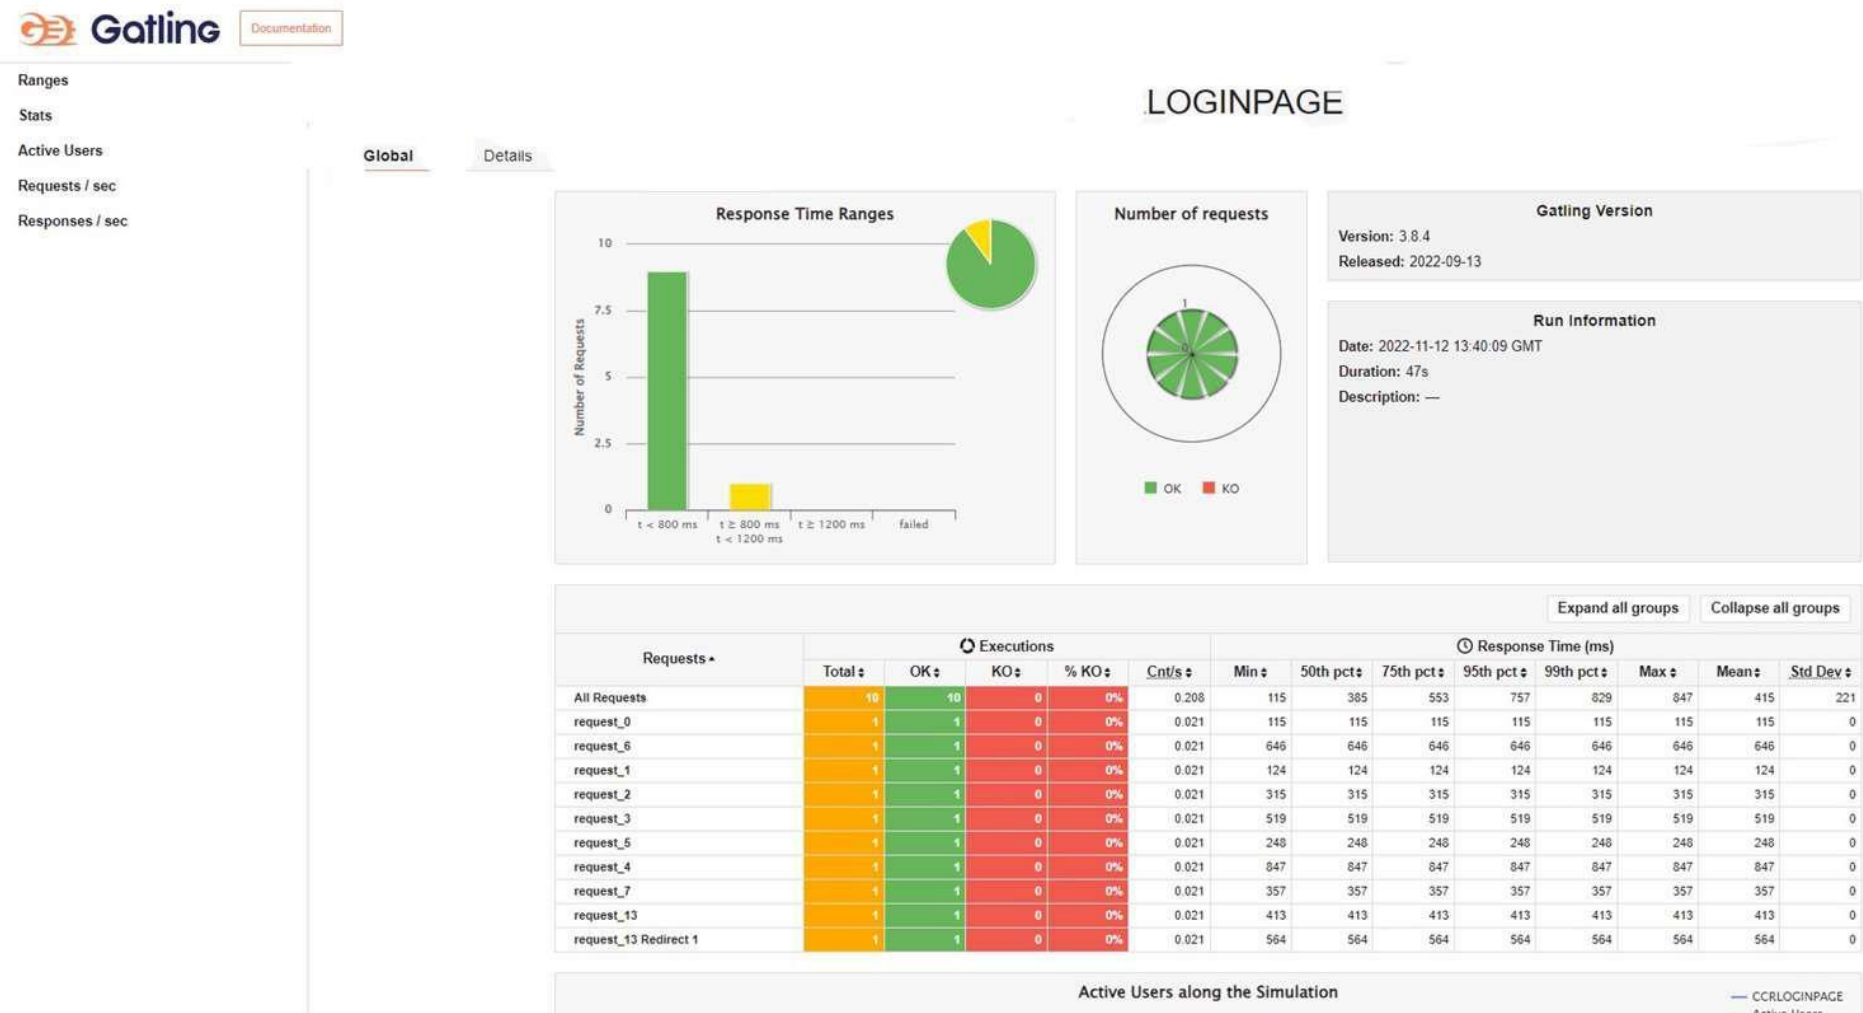 Gatling
Documentation
Ranges
Stats
Active Users
Requests / sec
Responses / sec
LOGINPAGE
Global Details
Response Time Ranges
Number of Requests
10
7.5
5
2.5
0
t < 800 ms
t ≥ 800 ms
t < 1200 ms
t ≥ 1200 ms
failed
Number of requests
1
0
OK KO
Gatling Version
Version: 3.8.4
Released: 2022-09-13
Run Information
Date: 2022-11-12 13:40:09 GMT
Duration: 47s
Description: —
Expand all groups Collapse all groups
Requests Executions Response Time (ms)
Total OK KO % KO Cnt/s Min 50th pct 75th pct 95th pct 99th pct Max Mean Std Dev
All Requests 10 10 0 0% 0.208 115 385 553 757 829 847 415 221
request_0 1 1 0 0% 0.021 115 115 115 115 115 115 115 0
request_6 1 1 0 0% 0.021 646 646 646 646 646 646 646 0
request_1 1 1 0 0% 0.021 124 124 124 124 124 124 124 0
request_2 1 1 0 0% 0.021 315 315 315 315 315 315 315 0
request_3 1 1 0 0% 0.021 519 519 519 519 519 519 519 0
request_5 1 1 0 0% 0.021 248 248 248 248 248 248 248 0
request_4 1 1 0 0% 0.021 847 847 847 847 847 847 847 0
request_7 1 1 0 0% 0.021 357 357 357 357 357 357 357 0
request_13 1 1 0 0% 0.021 413 413 413 413 413 413 413 0
request_13 Redirect 1 1 1 0 0% 0.021 564 564 564 564 564 564 564 0
Active Users along the Simulation
CCRLOGINPAGE
Active Users